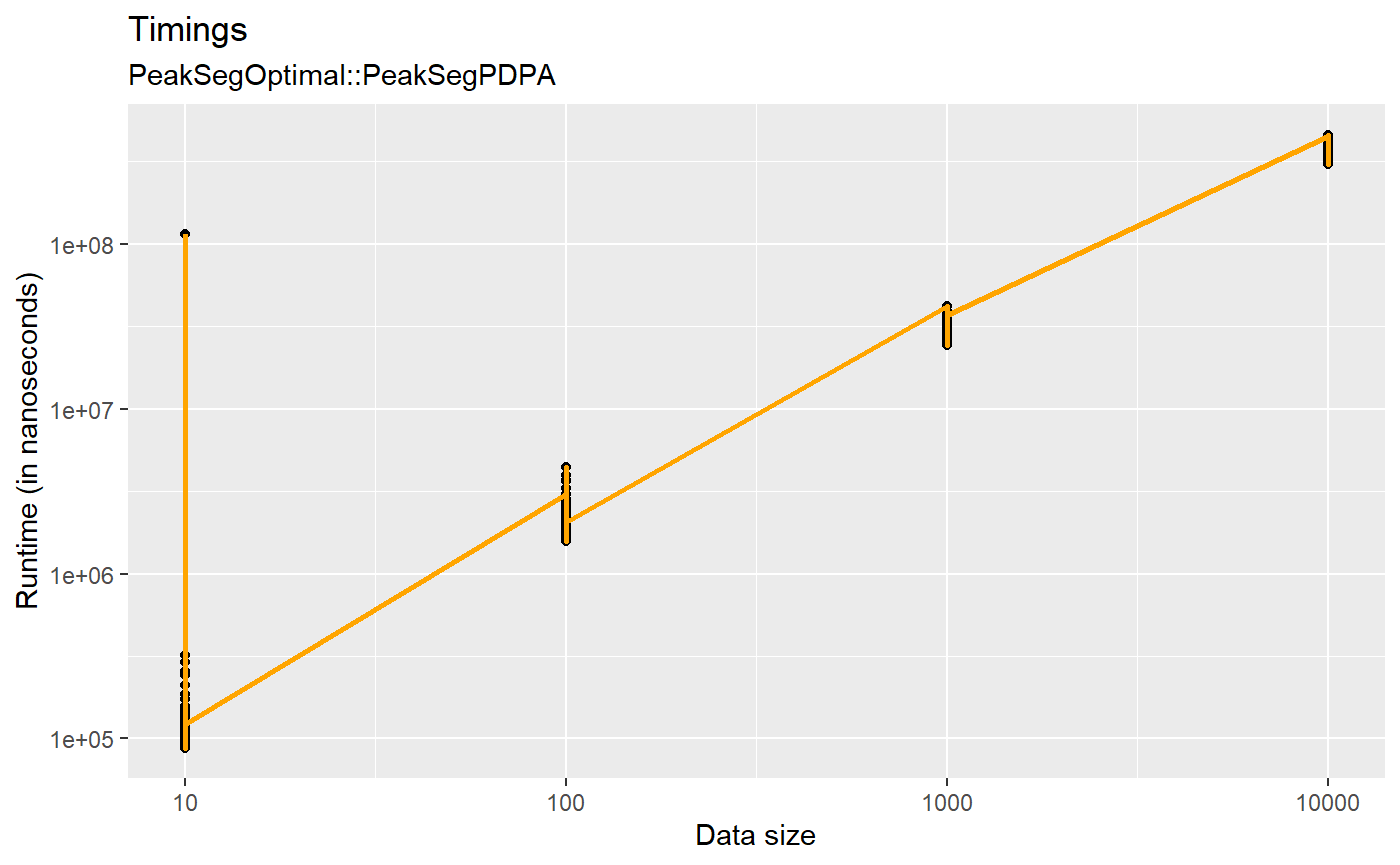 Timings
PeakSegOptimal::PeakSegPDPA
Runtime (in nanoseconds)
1e+08
1e+07
1e+06
1e+05
10 100 1000 10000
Data size